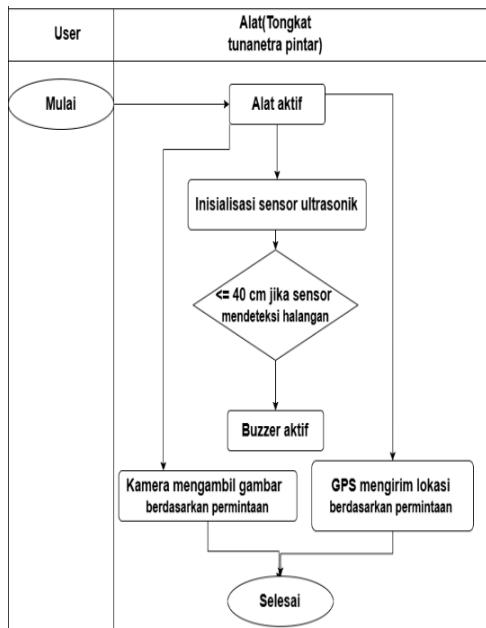 User
Alat(Tongkat
tunanetra pintar)
Mulai
Alat aktif
Inisialisasi sensor ultrasonik
<= 40 cm jika sensor
mendeteksi halangan
Buzzer aktif
Kamera mengambil gambar
berdasarkan permintaan
GPS mengirim lokasi
berdasarkan permintaan
Selesai